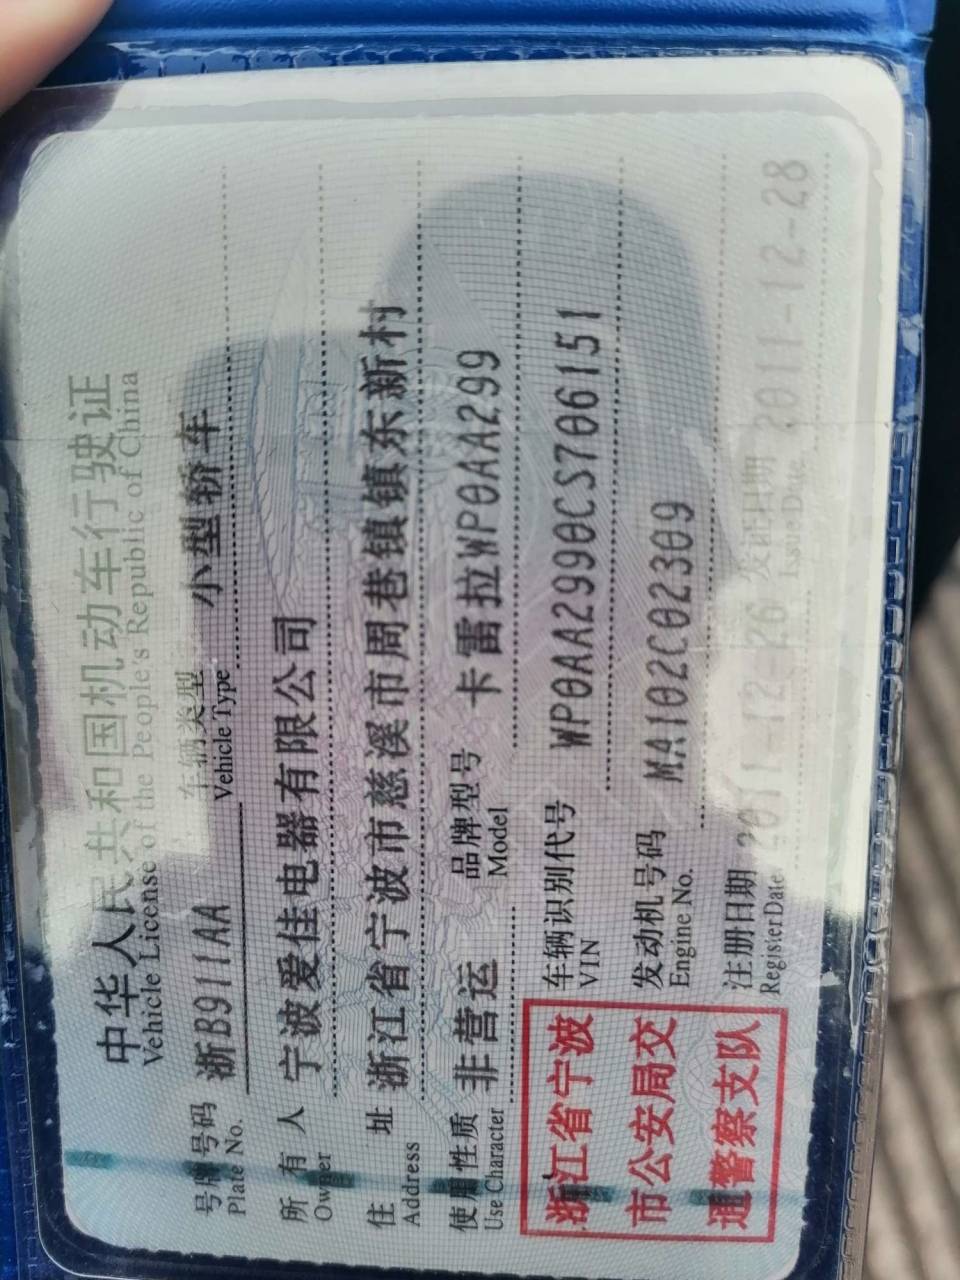 中华人民共和国机动车行驶证
Vehicle License of the People's Republic of China
号牌号码 浙B911AA 车辆类型 小型轿车
Plate No. Vehicle Type
所有人 宁波爱佳电器有限公司
Owner
住址 浙江省宁波市慈溪市周巷镇镇东新村
Address
使用性质 非营运 品牌型号 卡雷拉WP0AA299
Use Character Model
浙江省宁波
市公安局交
通警察支队
车辆识别代号 WP0AA2990CS706151
VIN
发动机号码 MA102C02309
Engine No.
注册日期 2011-12-26 发证日期 2011-12-28
Register Date Issue Date